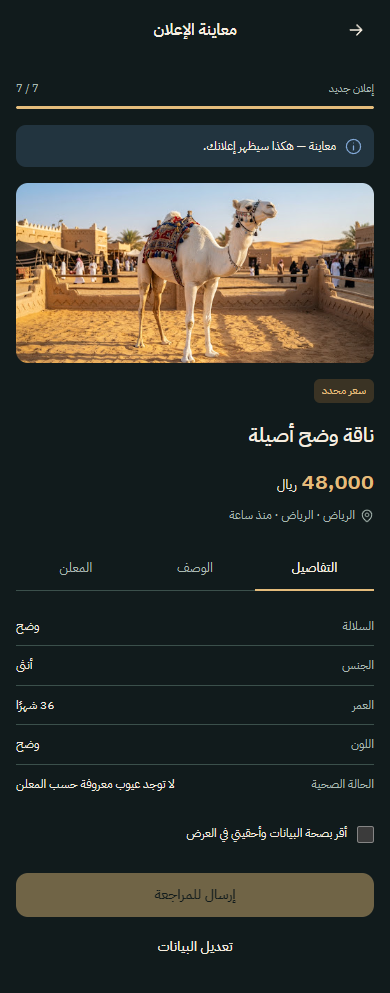 معاينة الإعلان
إعلان جديد
7 / 7
معاينة — هكذا سيظهر إعلانك.
سعر محدد
ناقة وضح أصيلة
48,000 ريال
الرياض · الرياض · منذ ساعة
التفاصيل
الوصف
المعلن
السلالة
وضح
الجنس
أنثى
العمر
36 شهرًا
اللون
وضح
الحالة الصحية
لا توجد عيوب معروفة حسب المعلن
أقر بصحة البيانات وأحقيتي في العرض
إرسال للمراجعة
تعديل البيانات